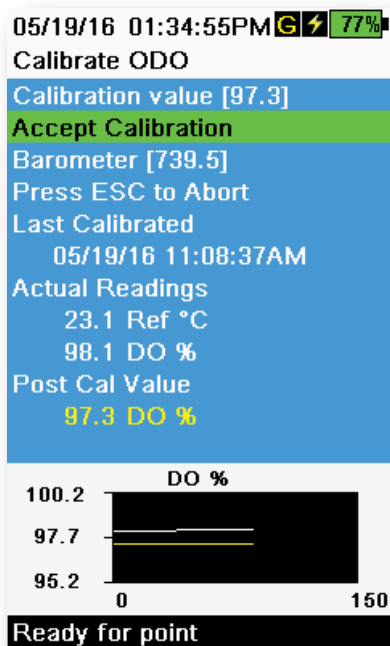 05/19/16 01:34:55PM G 77%
Calibrate ODO
Calibration value [97.3]
Accept Calibration
Barometer [739.5]
Press ESC to Abort
Last Calibrated
05/19/16 11:08:37AM
Actual Readings
23.1 Ref °C
98.1 DO %
Post Cal Value
97.3 DO %
DO %
100.2
97.7
95.2
0 150
Ready for point